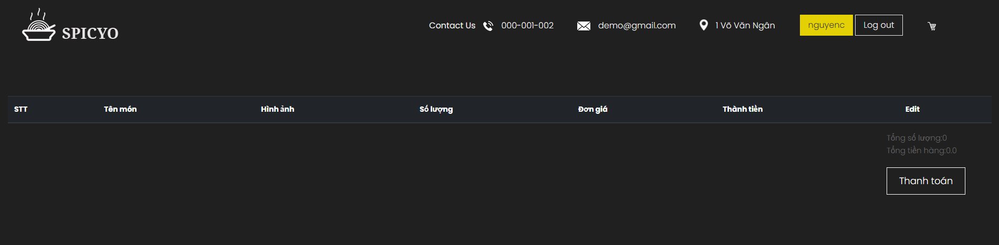 SPICYO
Contact Us 000-001-002 demo@gmail.com 1 Võ Văn Ngân nguyenc Log out
STT Tên món Hình ảnh Số lượng Đơn giá Thành tiền Edit
Tổng số lượng:0
Tổng tiền hàng:0.0
Thanh toán